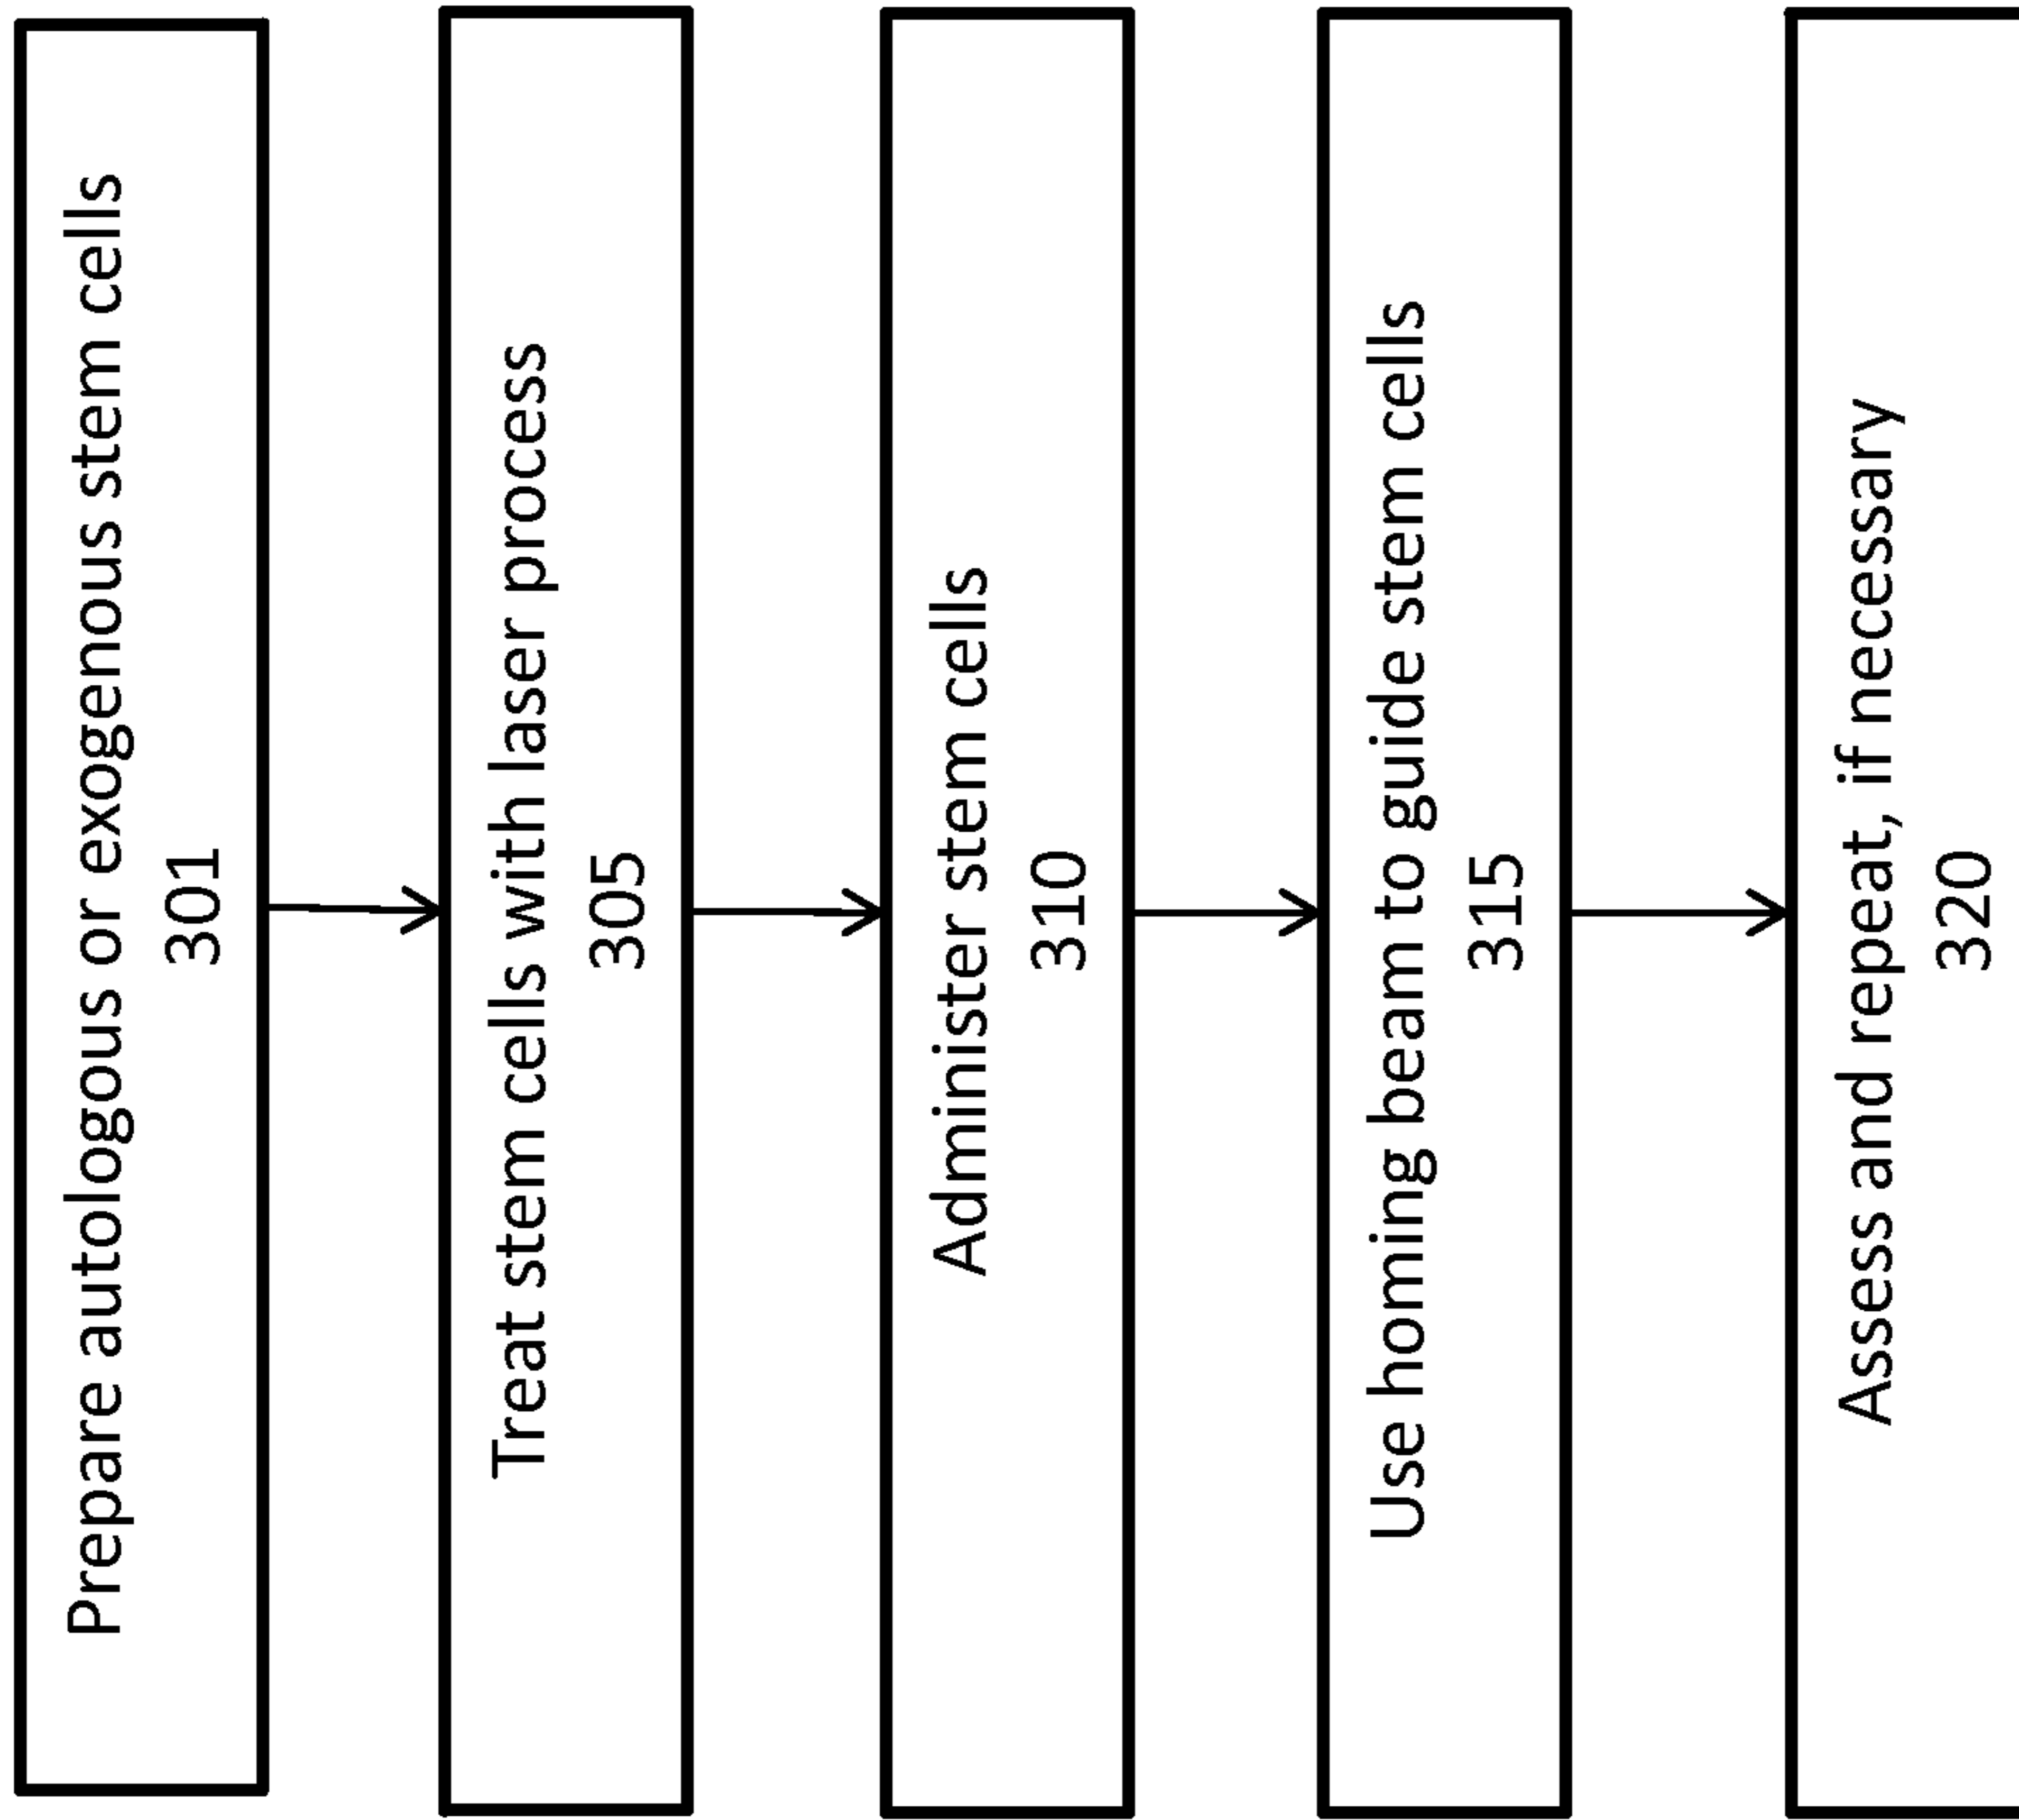 Prepare autologous or exogenous stem cells
301
Treat stem cells with laser process
305
Administer stem cells
310
Use homing beam to guide stem cells
315
Assess and repeat, if necessary
320